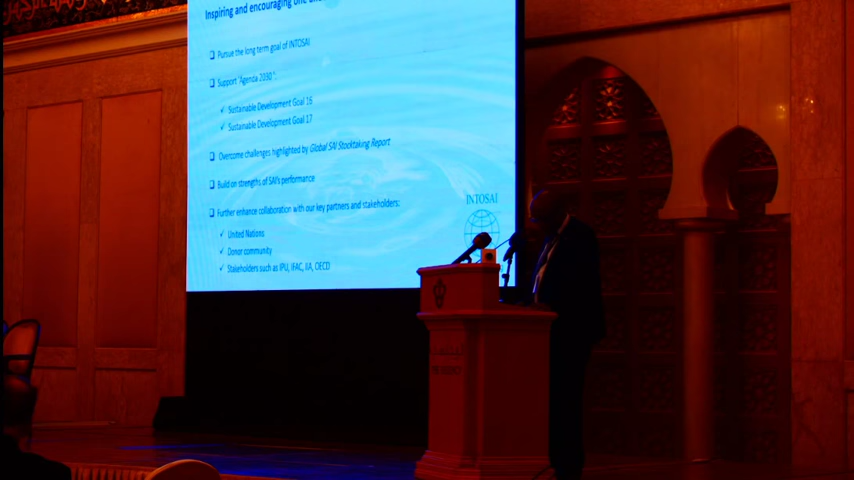 Inspiring and encouraging one
Pursue the long term goal of INTOSAI
Support "Agenda 2030".
Sustainable Development Goal 16
Sustainable Development Goal 17
Overcome challenges highlighted by Global SAI Stocktaking Report
Build on strengths of SAI's performance
Further enhance collaboration with our key partners and stakeholders:
United Nations
Donor community
Stakeholders such as IPU, IFAC, IIA, OECD
INTOSAI